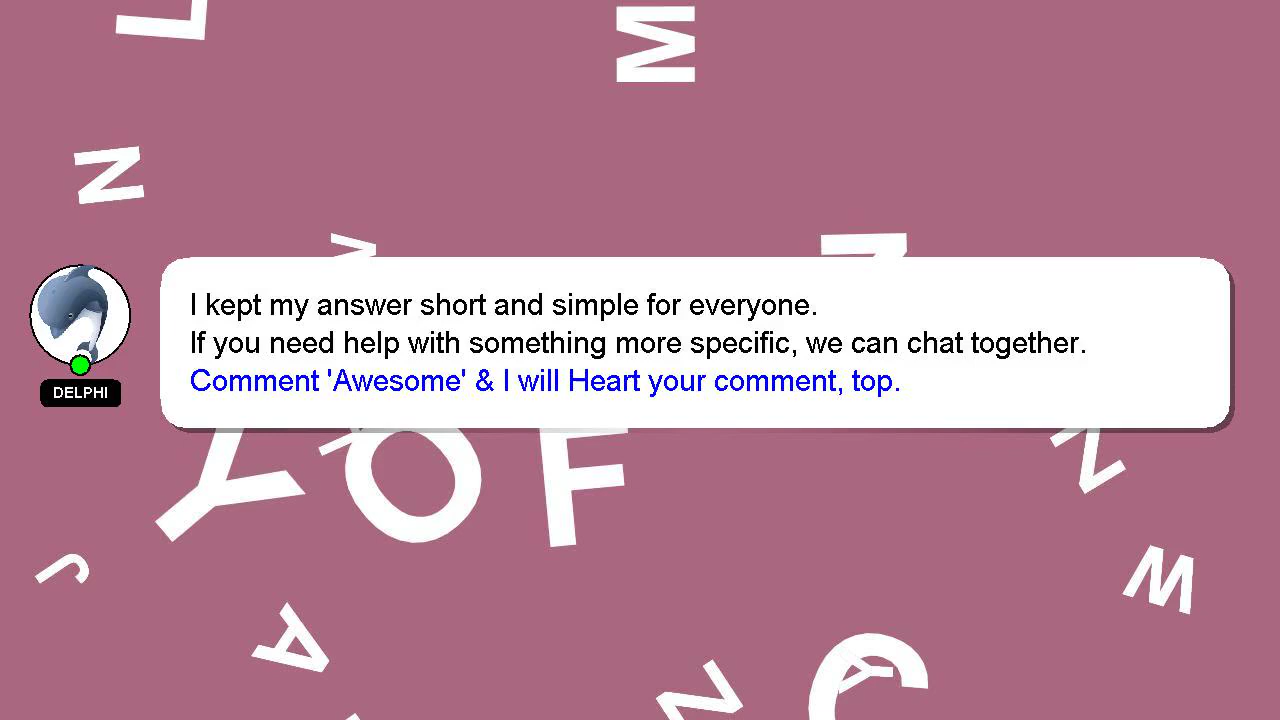 L
M
N
I kept my answer short and simple for everyone.
If you need help with something more specific, we can chat together.
Comment 'Awesome' & I will Heart your comment, top.
DELPHI
Y
O
F
N
W
J
A
N
C
A